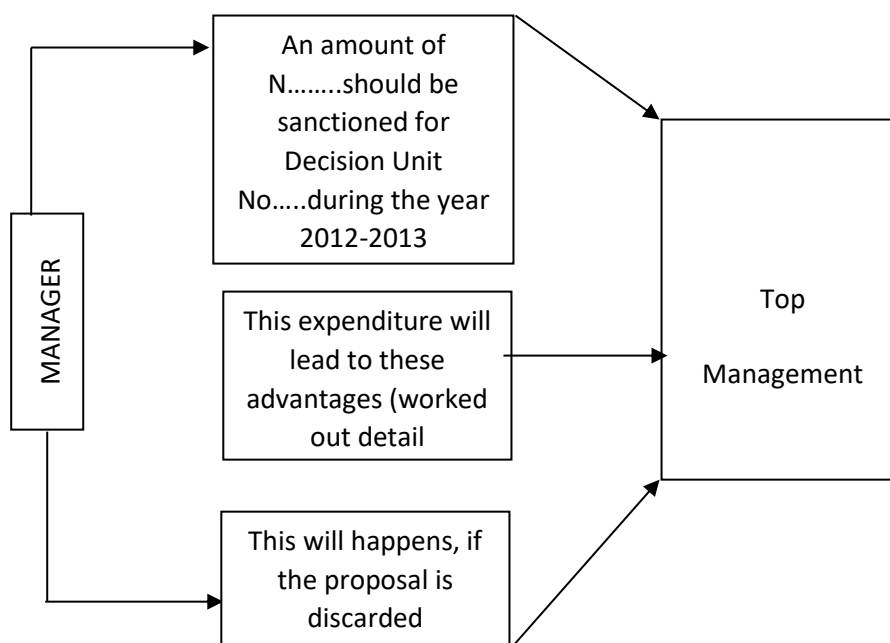 An amount of
N……..should be
sanctioned for
Decision Unit
No…..during the year
2012-2013
MANAGER
This expenditure will
lead to these
advantages (worked
out detail
This will happens, if
the proposal is
discarded
Top
Management